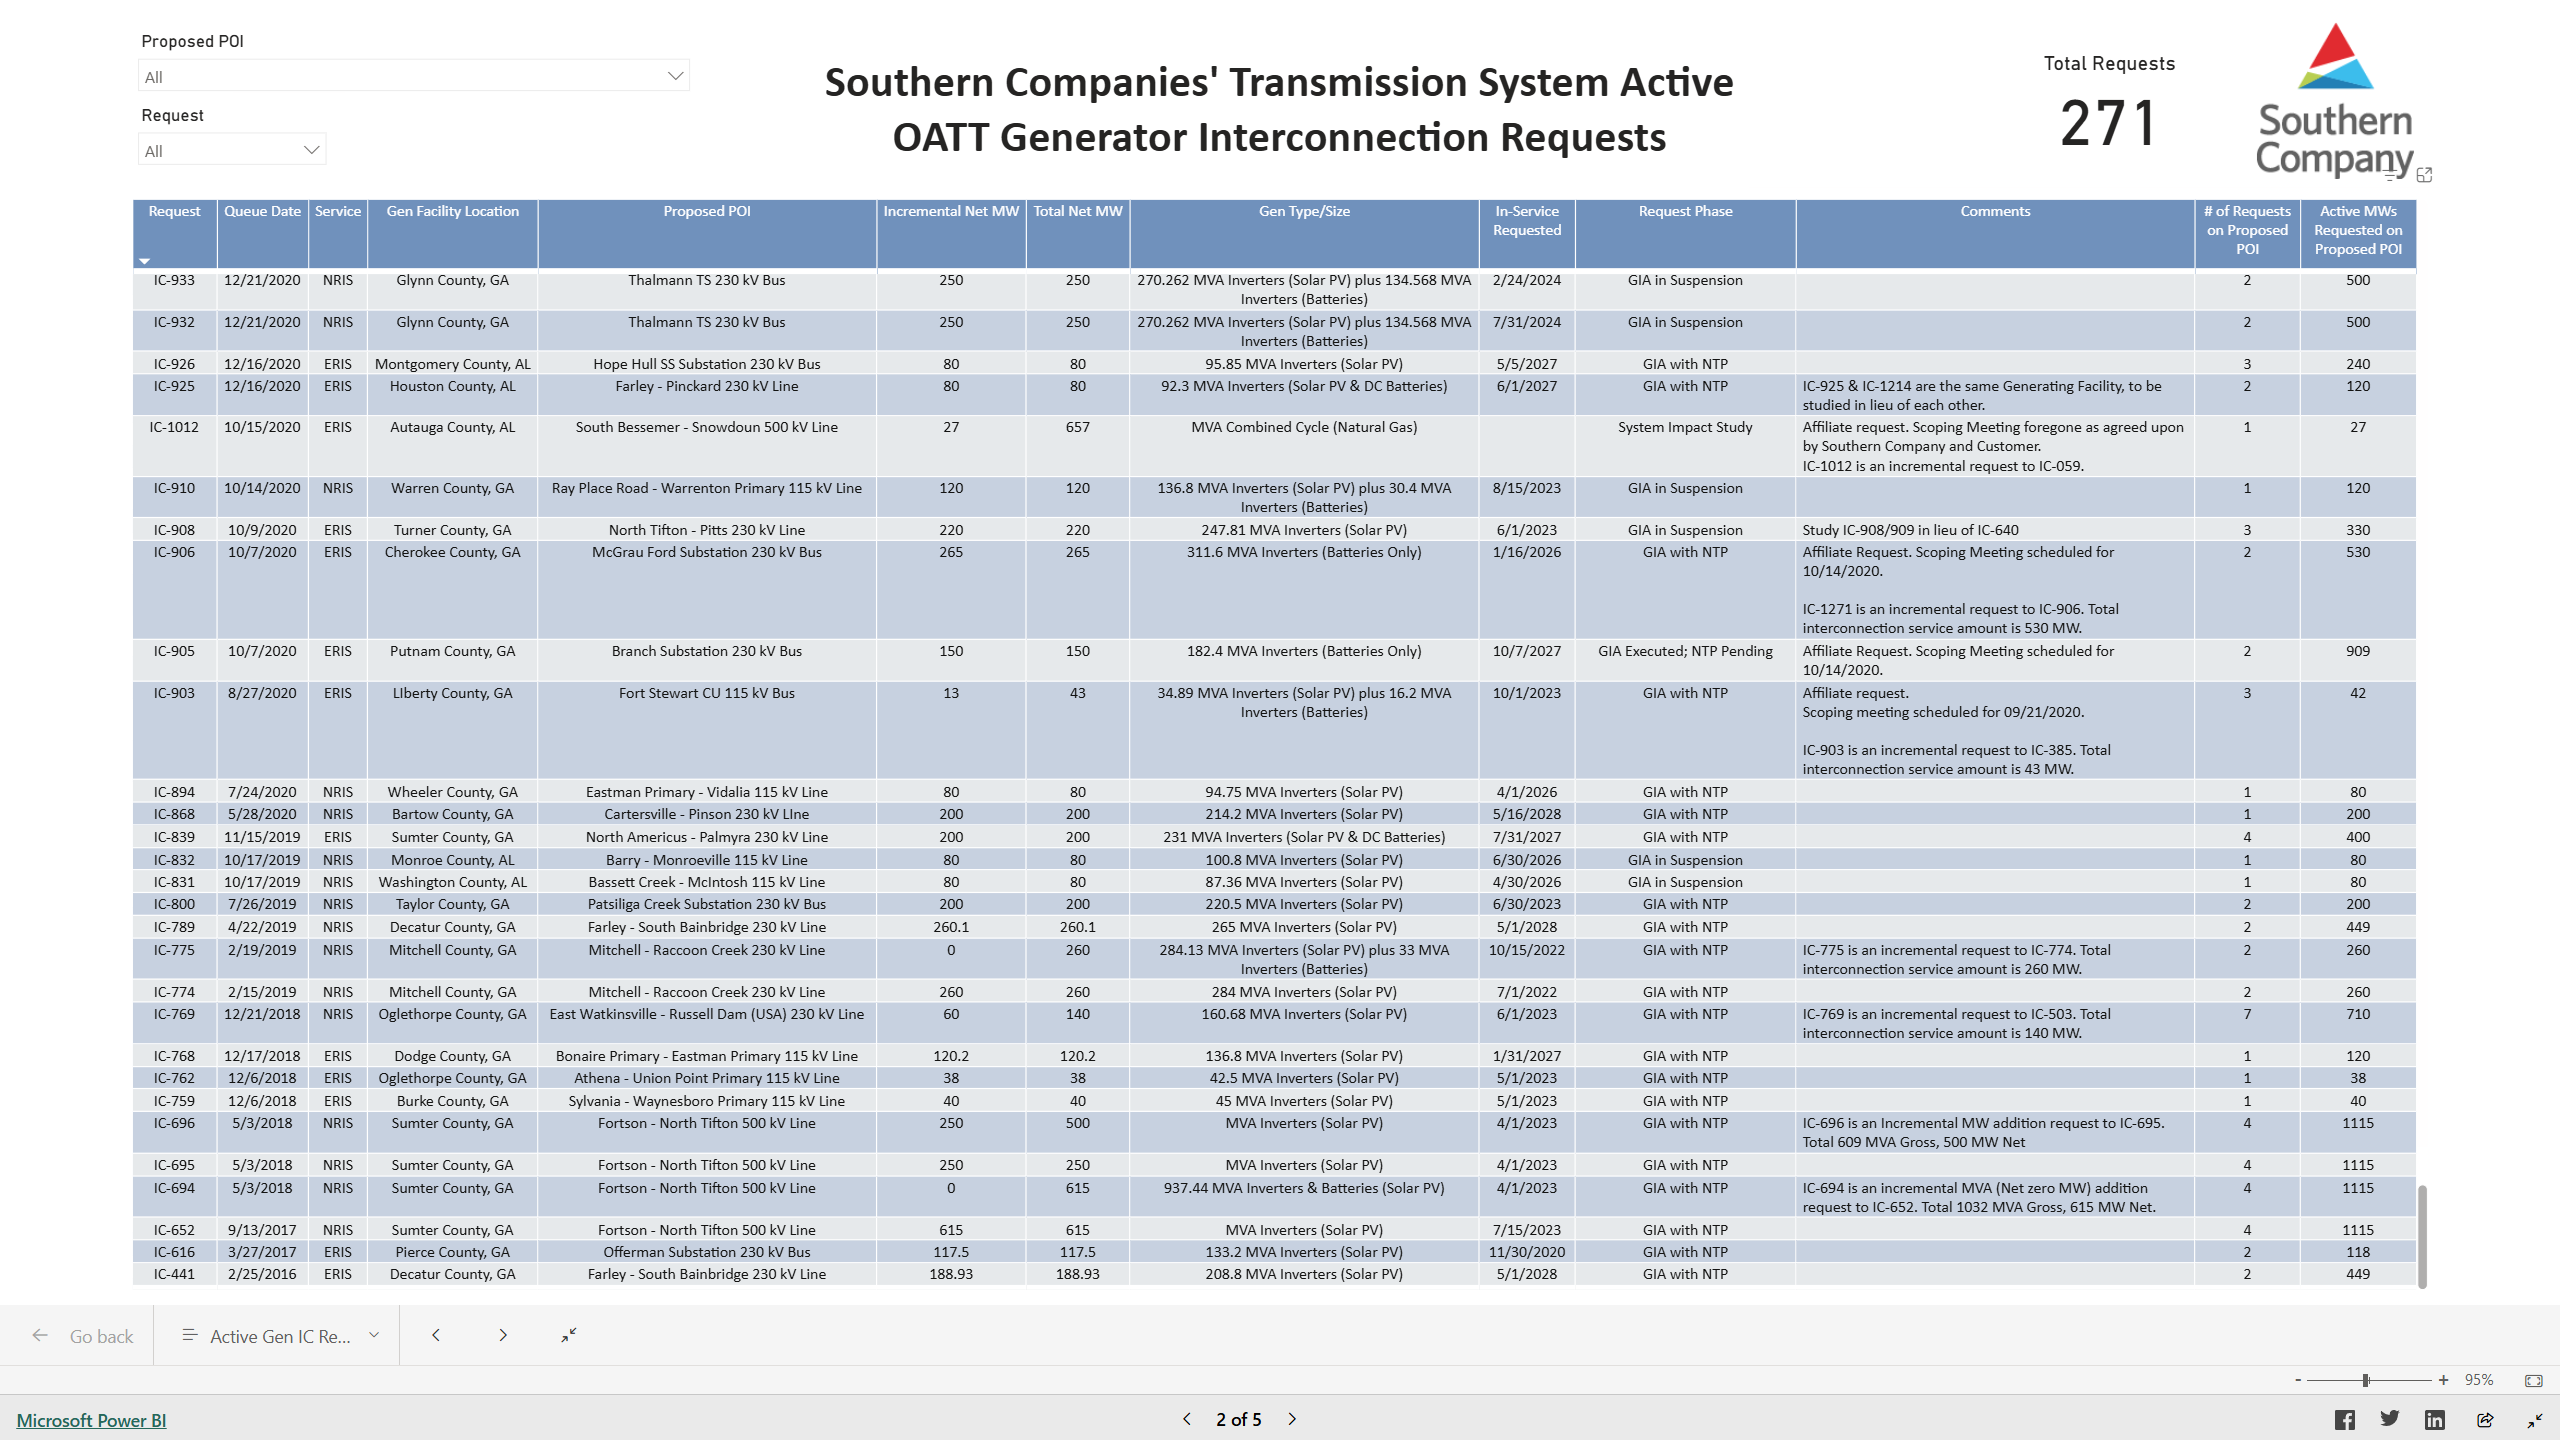 Proposed POI
All
Request
All
Southern Companies' Transmission System Active
OATT Generator Interconnection Requests
Total Requests
271
Southern
Company
Request Queue Date Service Gen Facility Location Proposed POI Incremental Net MW Total Net MW Gen Type/Size In-Service Requested Request Phase Comments # of Requests on Proposed POI Active MWs Requested on Proposed POI
IC-933 12/21/2020 NRIS Glynn County, GA Thalmann TS 230 kV Bus 250 250 270.262 MVA Inverters (Solar PV) plus 134.568 MVA Inverters (Batteries) 2/24/2024 GIA in Suspension 2 500
IC-932 12/21/2020 NRIS Glynn County, GA Thalmann TS 230 kV Bus 250 250 270.262 MVA Inverters (Solar PV) plus 134.568 MVA Inverters (Batteries) 7/31/2024 GIA in Suspension 2 500
IC-926 12/16/2020 ERIS Montgomery County, AL Hope Hull SS Substation 230 kV Bus 80 80 95.85 MVA Inverters (Solar PV) 5/5/2027 GIA with NTP 3 240
IC-925 12/16/2020 ERIS Houston County, AL Farley - Pinckard 230 kV Line 80 80 92.3 MVA Inverters (Solar PV & DC Batteries) 6/1/2027 GIA with NTP IC-925 & IC-1214 are the same Generating Facility, to be studied in lieu of each other. 2 120
IC-1012 10/15/2020 ERIS Autauga County, AL South Bessemer - Snowdoun 500 kV Line 27 657 MVA Combined Cycle (Natural Gas) System Impact Study Affiliate request. Scoping Meeting foregone as agreed upon by Southern Company and Customer. IC-1012 is an incremental request to IC-059. 1 27
IC-910 10/14/2020 NRIS Warren County, GA Ray Place Road - Warrenton Primary 115 kV Line 120 120 136.8 MVA Inverters (Solar PV) plus 30.4 MVA Inverters (Batteries) 8/15/2023 GIA in Suspension 1 120
IC-908 10/9/2020 ERIS Turner County, GA North Tifton - Pitts 230 kV Line 220 220 247.81 MVA Inverters (Solar PV) 6/1/2023 GIA in Suspension Study IC-908/909 in lieu of IC-640 3 330
IC-906 10/7/2020 ERIS Cherokee County, GA McGrau Ford Substation 230 kV Bus 265 265 311.6 MVA Inverters (Batteries Only) 1/16/2026 GIA with NTP Affiliate Request. Scoping Meeting scheduled for 10/14/2020. IC-1271 is an incremental request to IC-906. Total interconnection service amount is 530 MW. 2 530
IC-905 10/7/2020 ERIS Putnam County, GA Branch Substation 230 kV Bus 150 150 182.4 MVA Inverters (Batteries Only) 10/7/2027 GIA Executed; NTP Pending Affiliate Request. Scoping Meeting scheduled for 10/14/2020. 2 909
IC-903 8/27/2020 ERIS LIberty County, GA Fort Stewart CU 115 kV Bus 13 43 34.89 MVA Inverters (Solar PV) plus 16.2 MVA Inverters (Batteries) 10/1/2023 GIA with NTP Affiliate request. Scoping meeting scheduled for 09/21/2020. IC-903 is an incremental request to IC-385. Total interconnection service amount is 43 MW. 3 42
IC-894 7/24/2020 NRIS Wheeler County, GA Eastman Primary - Vidalia 115 kV Line 80 80 94.75 MVA Inverters (Solar PV) 4/1/2026 GIA with NTP 1 80
IC-868 5/28/2020 NRIS Bartow County, GA Cartersville - Pinson 230 kV LIne 200 200 214.2 MVA Inverters (Solar PV) 5/16/2028 GIA with NTP 1 200
IC-839 11/15/2019 ERIS Sumter County, GA North Americus - Palmyra 230 kV Line 200 200 231 MVA Inverters (Solar PV & DC Batteries) 7/31/2027 GIA with NTP 4 400
IC-832 10/17/2019 NRIS Monroe County, AL Barry - Monroeville 115 kV Line 80 80 100.8 MVA Inverters (Solar PV) 6/30/2026 GIA in Suspension 1 80
IC-831 10/17/2019 NRIS Washington County, AL Bassett Creek - McIntosh 115 kV Line 80 80 87.36 MVA Inverters (Solar PV) 4/30/2026 GIA in Suspension 1 80
IC-800 7/26/2019 NRIS Taylor County, GA Patsiliga Creek Substation 230 kV Bus 200 200 220.5 MVA Inverters (Solar PV) 6/30/2023 GIA with NTP 2 200
IC-789 4/22/2019 NRIS Decatur County, GA Farley - South Bainbridge 230 kV Line 260.1 260.1 265 MVA Inverters (Solar PV) 5/1/2028 GIA with NTP 2 449
IC-775 2/19/2019 NRIS Mitchell County, GA Mitchell - Raccoon Creek 230 kV Line 0 260 284.13 MVA Inverters (Solar PV) plus 33 MVA Inverters (Batteries) 10/15/2022 GIA with NTP IC-775 is an incremental request to IC-774. Total interconnection service amount is 260 MW. 2 260
IC-774 2/15/2019 NRIS Mitchell County, GA Mitchell - Raccoon Creek 230 kV Line 260 260 284 MVA Inverters (Solar PV) 7/1/2022 GIA with NTP 2 260
IC-769 12/21/2018 NRIS Oglethorpe County, GA East Watkinsville - Russell Dam (USA) 230 kV Line 60 140 160.68 MVA Inverters (Solar PV) 6/1/2023 GIA with NTP IC-769 is an incremental request to IC-503. Total interconnection service amount is 140 MW. 7 710
IC-768 12/17/2018 ERIS Dodge County, GA Bonaire Primary - Eastman Primary 115 kV Line 120.2 120.2 136.8 MVA Inverters (Solar PV) 1/31/2027 GIA with NTP 1 120
IC-762 12/6/2018 ERIS Oglethorpe County, GA Athena - Union Point Primary 115 kV Line 38 38 42.5 MVA Inverters (Solar PV) 5/1/2023 GIA with NTP 1 38
IC-759 12/6/2018 ERIS Burke County, GA Sylvania - Waynesboro Primary 115 kV Line 40 40 45 MVA Inverters (Solar PV) 5/1/2023 GIA with NTP 1 40
IC-696 5/3/2018 NRIS Sumter County, GA Fortson - North Tifton 500 kV Line 250 500 MVA Inverters (Solar PV) 4/1/2023 GIA with NTP IC-696 is an Incremental MW addition request to IC-695. Total 609 MVA Gross, 500 MW Net 4 1115
IC-695 5/3/2018 NRIS Sumter County, GA Fortson - North Tifton 500 kV Line 250 250 MVA Inverters (Solar PV) 4/1/2023 GIA with NTP 4 1115
IC-694 5/3/2018 NRIS Sumter County, GA Fortson - North Tifton 500 kV Line 0 615 937.44 MVA Inverters & Batteries (Solar PV) 4/1/2023 GIA with NTP IC-694 is an incremental MVA (Net zero MW) addition request to IC-652. Total 1032 MVA Gross, 615 MW Net. 4 1115
IC-652 9/13/2017 NRIS Sumter County, GA Fortson - North Tifton 500 kV Line 615 615 MVA Inverters (Solar PV) 7/15/2023 GIA with NTP 4 1115
IC-616 3/27/2017 ERIS Pierce County, GA Offerman Substation 230 kV Bus 117.5 117.5 133.2 MVA Inverters (Solar PV) 11/30/2020 GIA with NTP 2 118
IC-441 2/25/2016 ERIS Decatur County, GA Farley - South Bainbridge 230 kV Line 188.93 188.93 208.8 MVA Inverters (Solar PV) 5/1/2028 GIA with NTP 2 449
Go back
Active Gen IC Re...
- + 95%
Microsoft Power BI
2 of 5